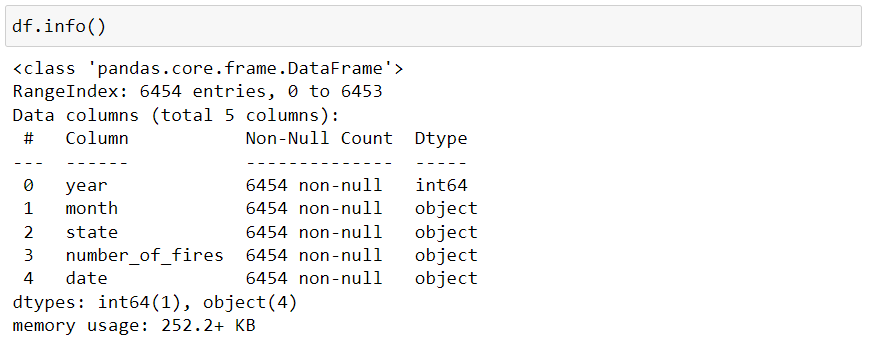 df.info()
<class 'pandas.core.frame.DataFrame'>
RangeIndex: 6454 entries, 0 to 6453
Data columns (total 5 columns):
 #   Column           Non-Null Count  Dtype
---  ------           --------------  -----
 0   year             6454 non-null   int64
 1   month            6454 non-null   object
 2   state            6454 non-null   object
 3   number_of_fires  6454 non-null   object
 4   date             6454 non-null   object
dtypes: int64(1), object(4)
memory usage: 252.2+ KB